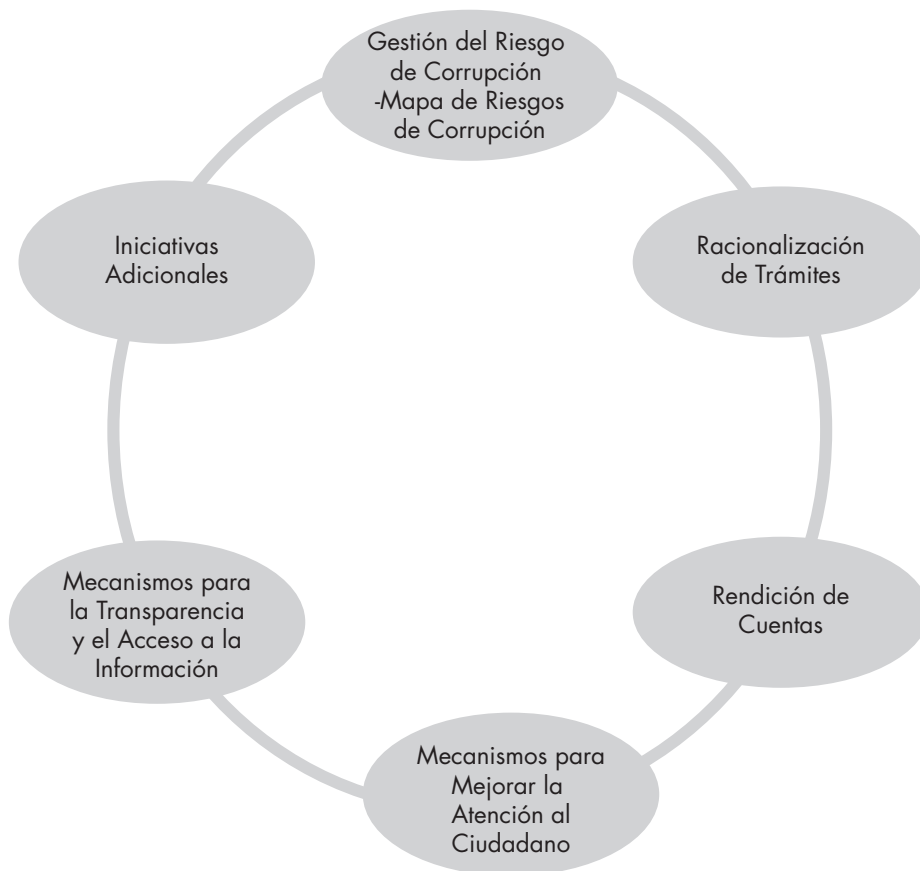 Gestión del Riesgo
de Corrupción
-Mapa de Riesgos
de Corrupción
Racionalización
de Trámites
Rendición de
Cuentas
Mecanismos para
Mejorar la
Atención al
Ciudadano
Mecanismos para
la Transparencia
y el Acceso a la
Información
Iniciativas
Adicionales